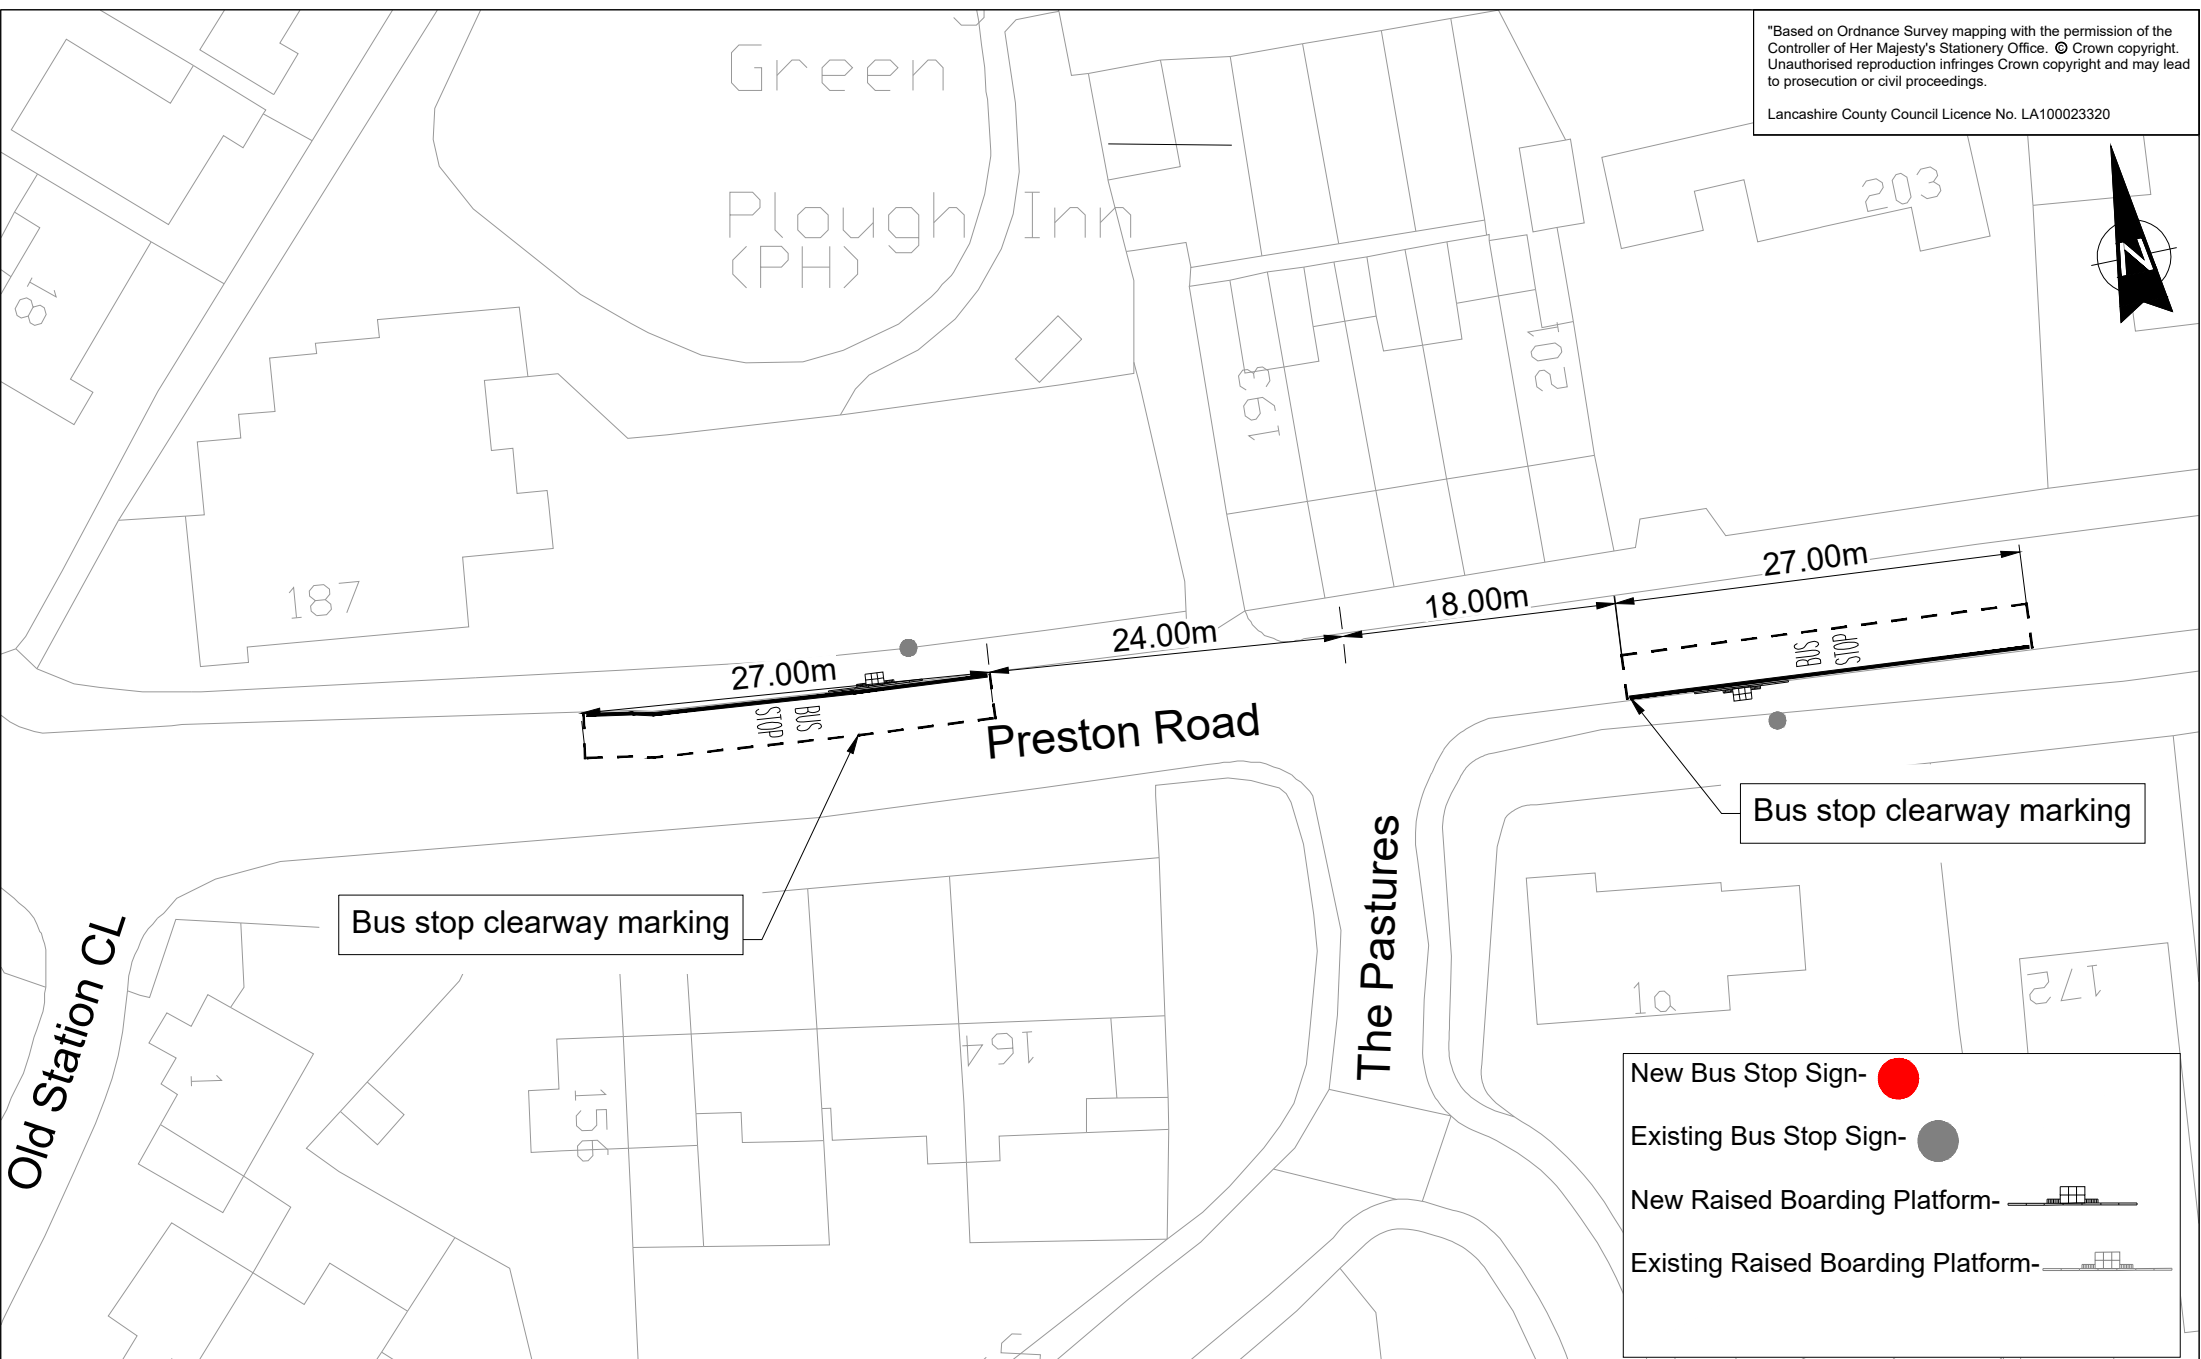 "Based on Ordnance Survey mapping with the permission of the
Controller of Her Majesty's Stationery Office. © Crown copyright.
Unauthorised reproduction infringes Crown copyright and may lead
to prosecution or civil proceedings.
Lancashire County Council Licence No. LA100023320
Green
Plough Inn
(PH)
203
N
18
193
201
187
27.00m
24.00m
18.00m
27.00m
BUS
STOP
BUS
STOP
Preston Road
Bus stop clearway marking
Bus stop clearway marking
The Pastures
Old Station CL
1
156
164
1a
172
New Bus Stop Sign-
Existing Bus Stop Sign-
New Raised Boarding Platform-
Existing Raised Boarding Platform-